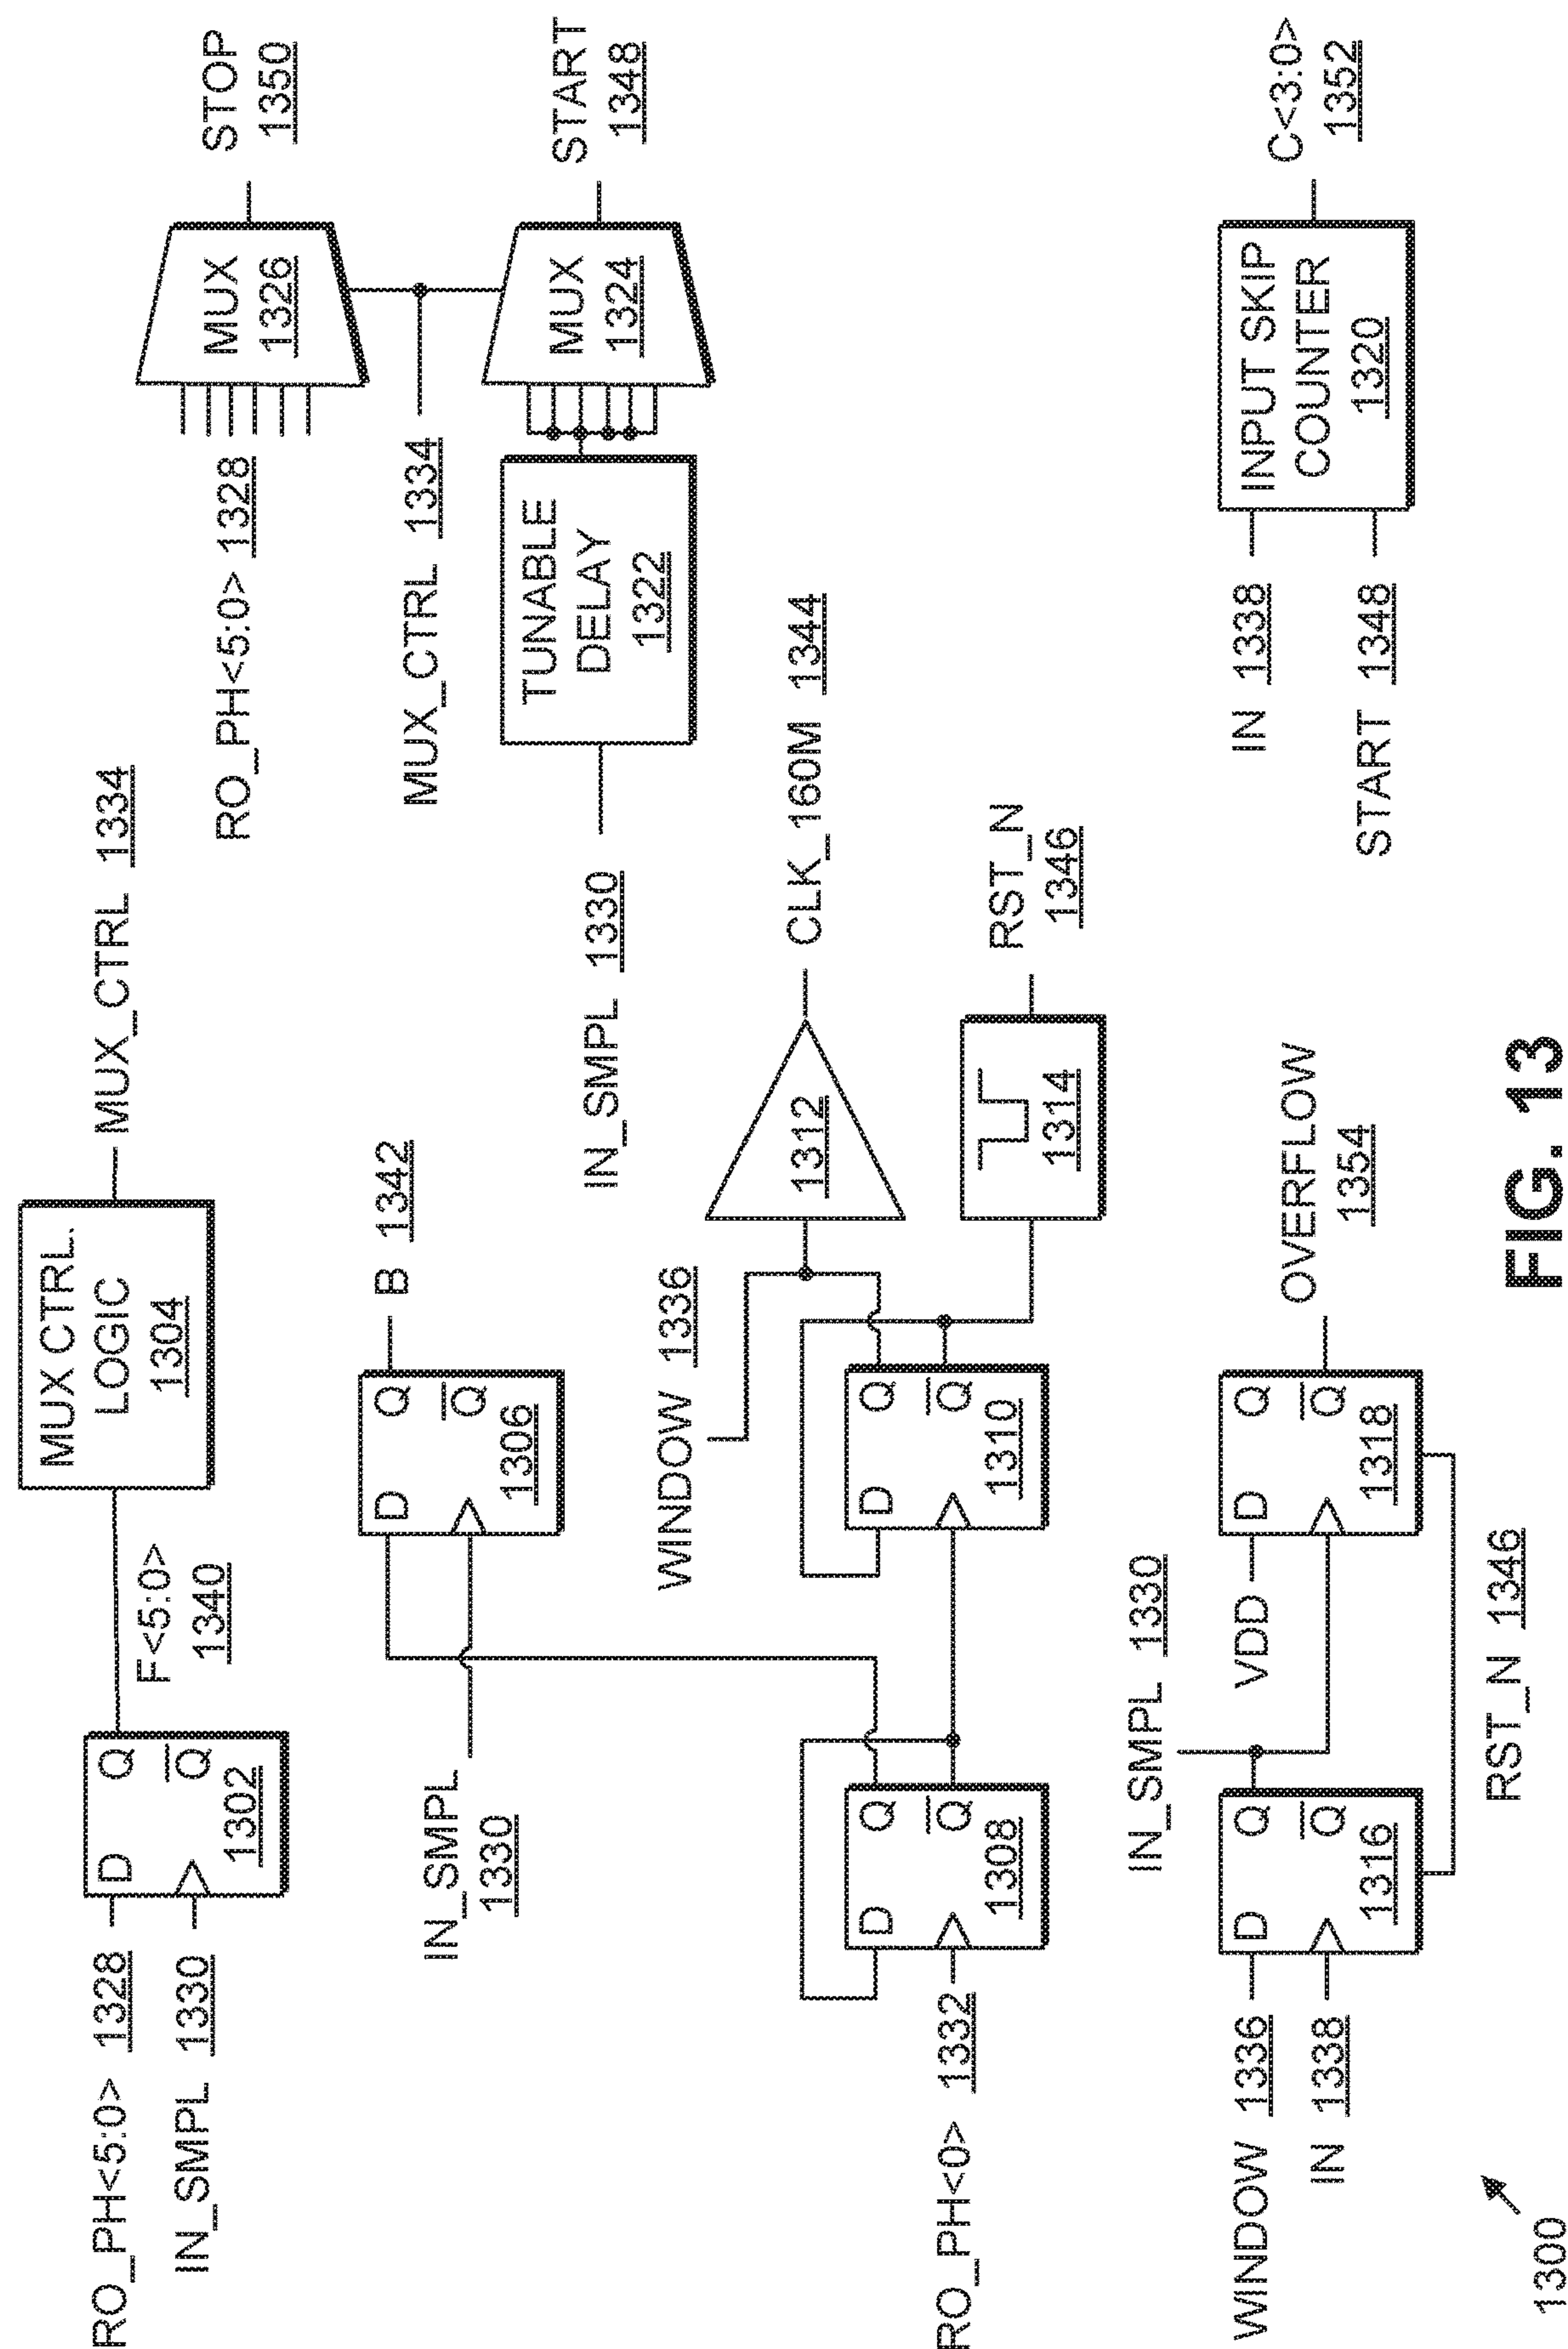 RO_PH<5:0> 1328
IN_SMPL 1330
D
Q
Q
1302
F<5:0>
1340
MUX CTRL.
LOGIC
1304
MUX_CTRL 1334
RO_PH<5:0> 1328
MUX
1326
STOP
1350
MUX_CTRL 1334
IN_SMPL
1330
D
Q
Q
1306
B 1342
IN_SMPL 1330
TUNABLE
DELAY
1322
MUX
1324
START
1348
RO_PH<0> 1332
D
Q
Q
1308
WINDOW 1336
D
Q
Q
1310
1312
CLK_160M 1344
1314
RST_N
1346
WINDOW 1336
IN 1338
D
Q
Q
1316
IN_SMPL 1330
VDD
D
Q
Q
1318
OVERFLOW
1354
RST_N 1346
IN 1338
START 1348
INPUT SKIP
COUNTER
1320
C<3:0>
1352
1300
FIG. 13